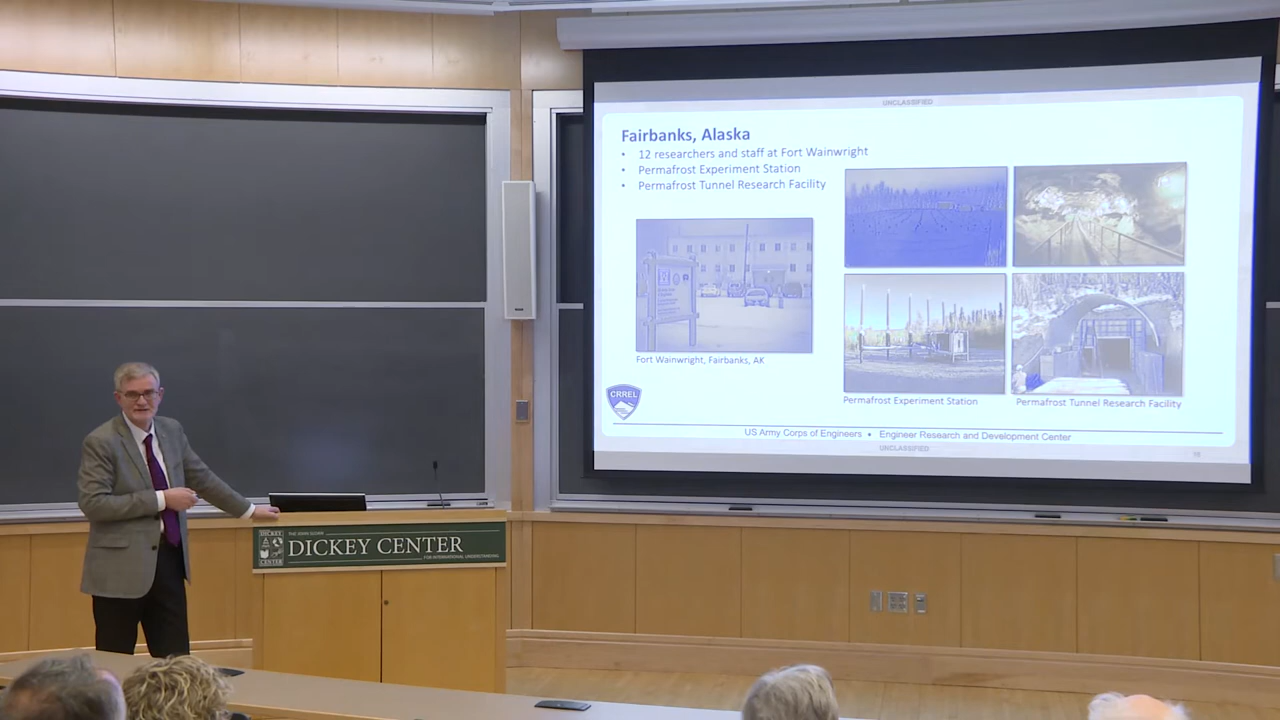 UNCLASSIFIED
Fairbanks, Alaska
• 12 researchers and staff at Fort Wainwright
• Permafrost Experiment Station
• Permafrost Tunnel Research Facility
Fort Wainwright, Fairbanks, AK
Permafrost Experiment Station
Permafrost Tunnel Research Facility
CRREL
US Army Corps of Engineers • Engineer Research and Development Center
UNCLASSIFIED
DICKEY
CENTER
THE JOHN SLOAN
DICKEY CENTER
FOR INTERNATIONAL UNDERSTANDING